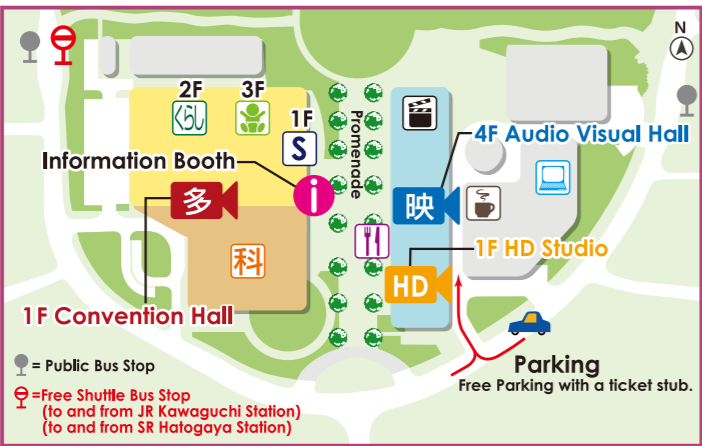 N
2F
3F
くらし
1F
S
Promenade
4F Audio Visual Hall
Information Booth
i
多
映
科
1F HD Studio
HD
1F Convention Hall
Parking
Free Parking with a ticket stub.
= Public Bus Stop
=Free Shuttle Bus Stop
(to and from JR Kawaguchi Station)
(to and from SR Hatogaya Station)